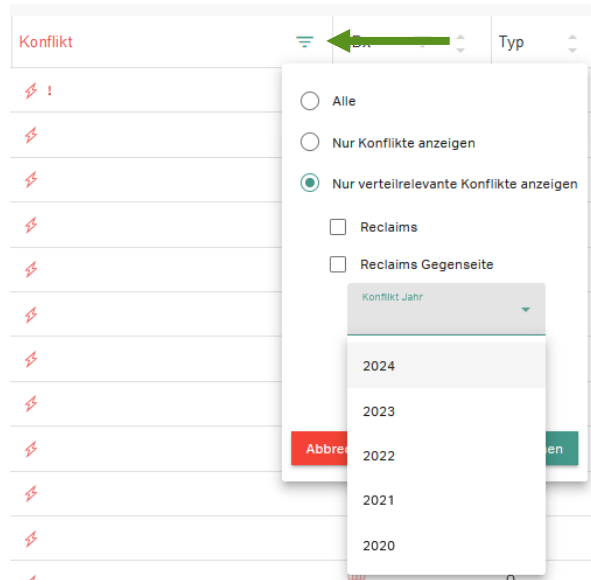 Konflikt
Typ
!
Alle
Nur Konflikte anzeigen
Nur verteilrelevante Konflikte anzeigen
Reclaims
Reclaims Gegenseite
Konflikt Jahr
2024
2023
2022
2021
2020